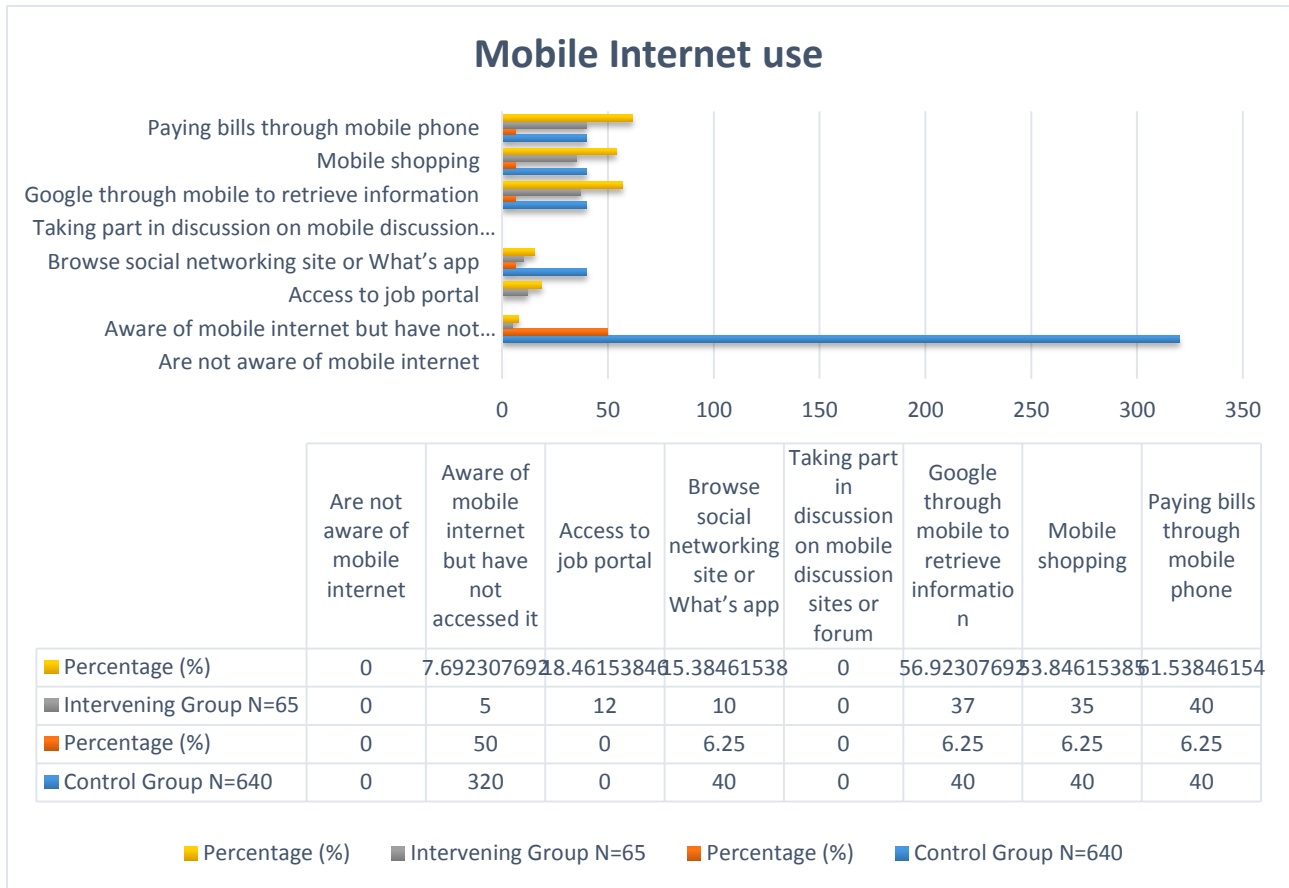 Mobile Internet use
Paying bills through mobile phone
Mobile shopping
Google through mobile to retrieve information
Taking part in discussion on mobile discussion...
Browse social networking site or What's app
Access to job portal
Aware of mobile internet but have not...
Are not aware of mobile internet
0 50 100 150 200 250 300 350
Are not
aware of
mobile
internet
Aware of
mobile
internet
but have
not
accessed it
Access to
job portal
Browse
social
networking
site or
What's app
Taking part
in
discussion
on mobile
discussion
sites or
forum
Google
through
mobile to
retrieve
informatio
n
Mobile
shopping
Paying bills
through
mobile
phone
Percentage (%) 0 7.692307692 18.46153846 15.38461538 0 56.92307692 53.84615385 61.53846154
Intervening Group N=65 0 5 12 10 0 37 35 40
Percentage (%) 0 50 0 6.25 0 6.25 6.25 6.25
Control Group N=640 0 320 0 40 0 40 40 40
Percentage (%) Intervening Group N=65 Percentage (%) Control Group N=640